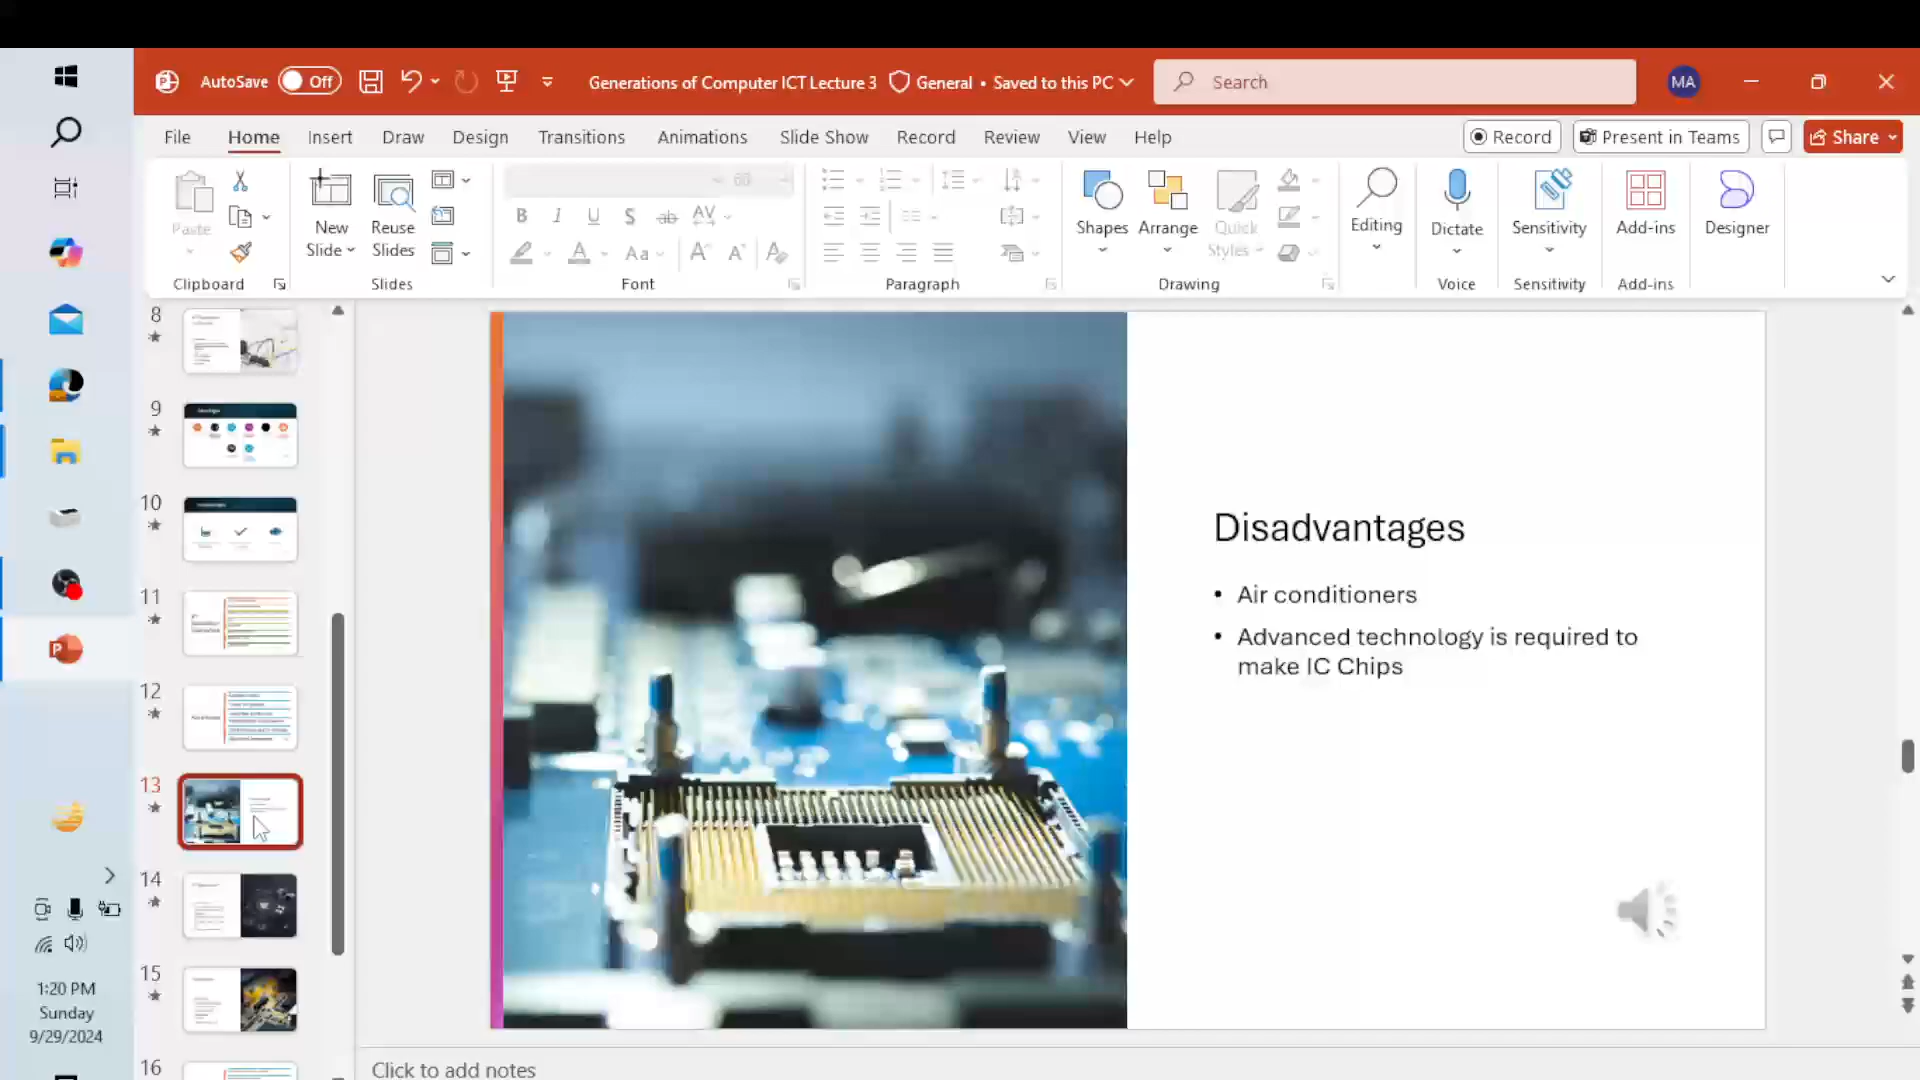 AutoSave Off Generations of Computer ICT Lecture 3 General • Saved to this PC Search MA
File Home Insert Draw Design Transitions Animations Slide Show Record Review View Help Record Present in Teams Share
Paste New Slide Reuse Slides 60 Shapes Arrange Quick Styles Editing Dictate Sensitivity Add-ins Designer
Clipboard Slides Font Paragraph Drawing Voice Sensitivity Add-ins
8
9
10
11
12
13
14
15
16
Disadvantages
• Air conditioners
• Advanced technology is required to
make IC Chips
1:20 PM
Sunday
9/29/2024
Click to add notes